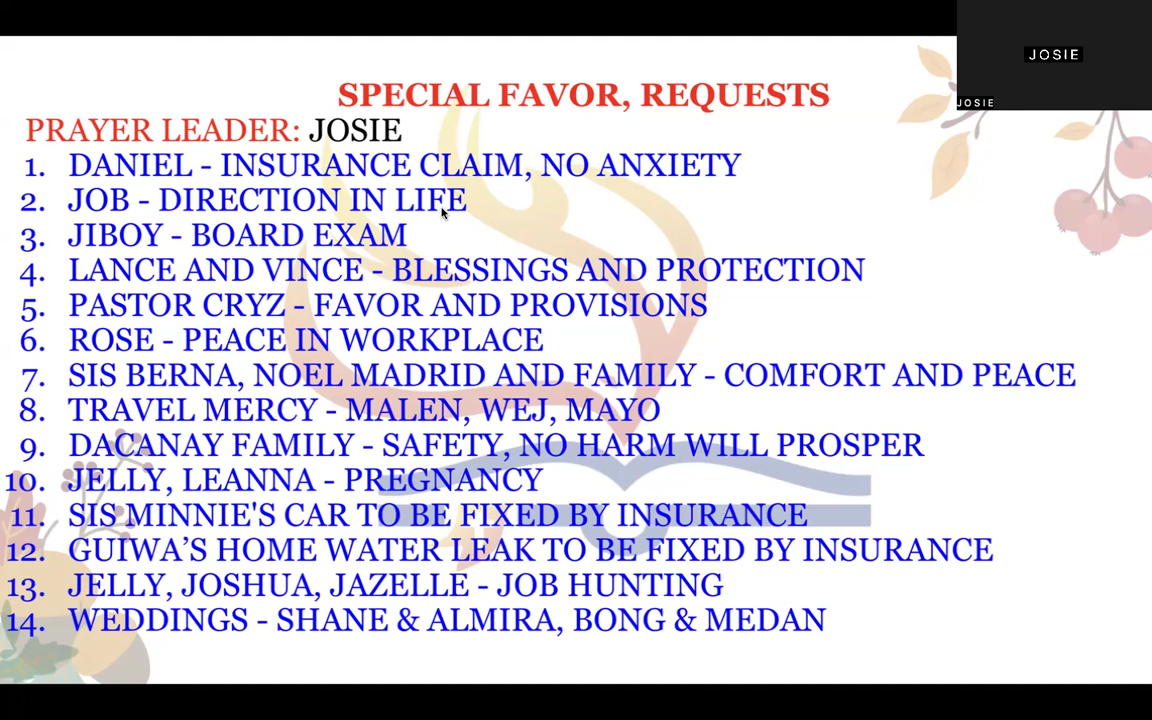 JOSIE
JOSIE
SPECIAL FAVOR, REQUESTS
PRAYER LEADER: JOSIE
1. DANIEL - INSURANCE CLAIM, NO ANXIETY
2. JOB - DIRECTION IN LIFE
3. JIBOY - BOARD EXAM
4. LANCE AND VINCE - BLESSINGS AND PROTECTION
5. PASTOR CRYZ - FAVOR AND PROVISIONS
6. ROSE - PEACE IN WORKPLACE
7. SIS BERNA, NOEL MADRID AND FAMILY - COMFORT AND PEACE
8. TRAVEL MERCY - MALEN, WEJ, MAYO
9. DACANAY FAMILY - SAFETY, NO HARM WILL PROSPER
10. JELLY, LEANNA - PREGNANCY
11. SIS MINNIE'S CAR TO BE FIXED BY INSURANCE
12. GUIWA’S HOME WATER LEAK TO BE FIXED BY INSURANCE
13. JELLY, JOSHUA, JAZELLE - JOB HUNTING
14. WEDDINGS - SHANE & ALMIRA, BONG & MEDAN